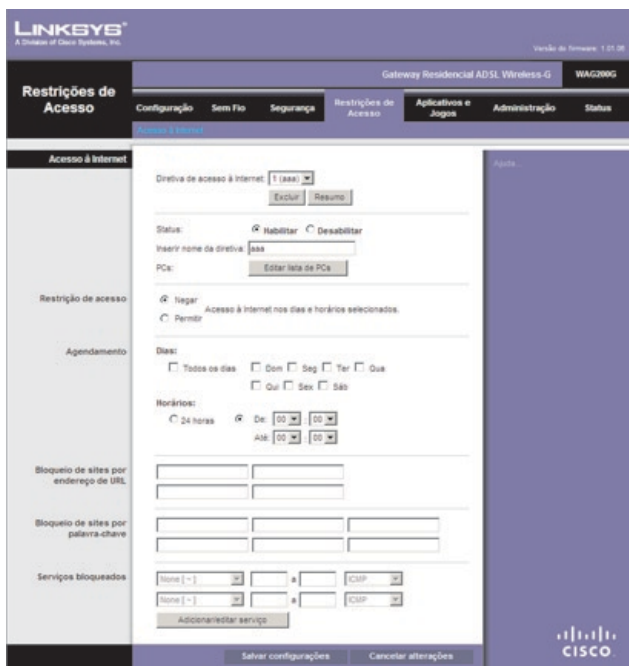 LINKSYS®
A Division of Cisco Systems, Inc.
Versão do firmware: 1.01.06
Gateway Residencial ADSL Wireless-G WAG200G
Restrições de Acesso
Configuração Sem Fio Segurança Restrições de Acesso Aplicativos e Jogos Administração Status
Acesso à Internet
Acesso à Internet
Ajuda...
Diretiva de acesso à Internet: 1 (aaa)
Excluir Resumo
Status: Habilitar Desabilitar
Inserir nome da diretiva: aaa
PCs: Editar lista de PCs
Restrição de acesso
Negar
Permitir
Acesso à Internet nos dias e horários selecionados.
Agendamento
Dias:
Todos os dias Dom Seg Ter Qua
Qui Sex Sáb
Horários:
24 horas De: 00 : 00
Até: 00 : 00
Bloqueio de sites por endereço de URL
Bloqueio de sites por palavra-chave
Serviços bloqueados
None [ ~ ] a ICMP
None [ ~ ] a ICMP
Adicionar/editar serviço
Salvar configurações Cancelar alterações
CISCO